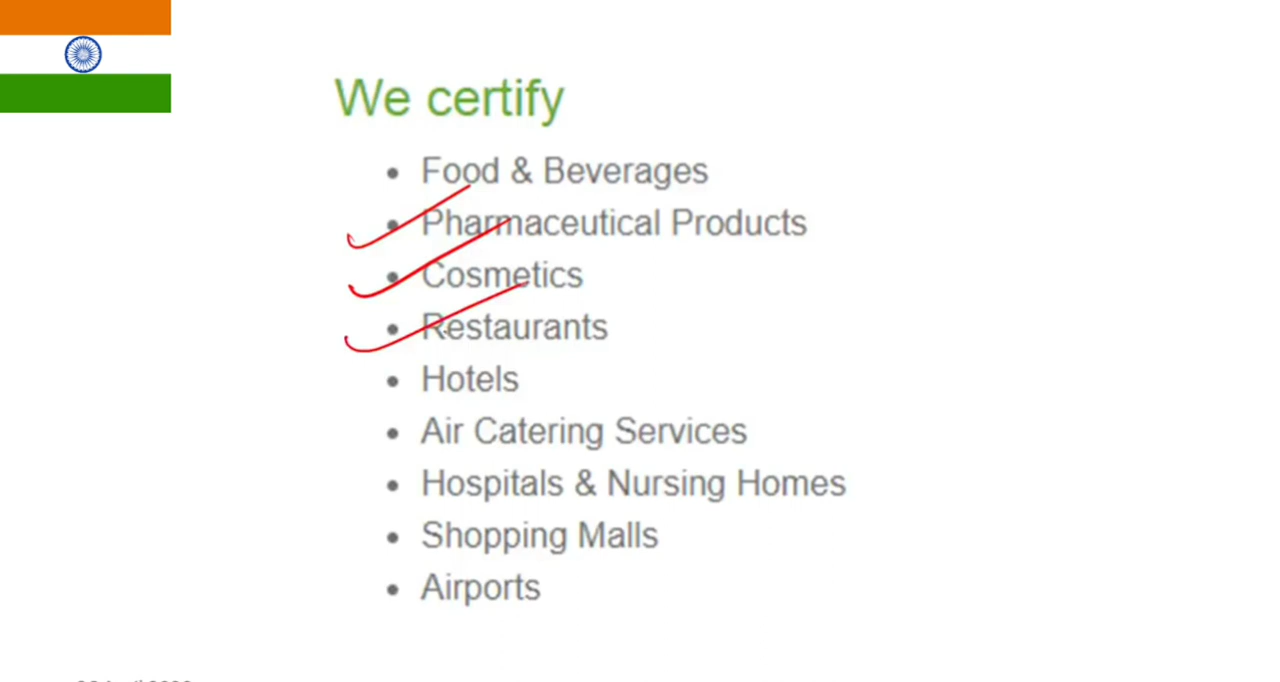 We certify
• Food & Beverages
• Pharmaceutical Products
• Cosmetics
• Restaurants
• Hotels
• Air Catering Services
• Hospitals & Nursing Homes
• Shopping Malls
• Airports